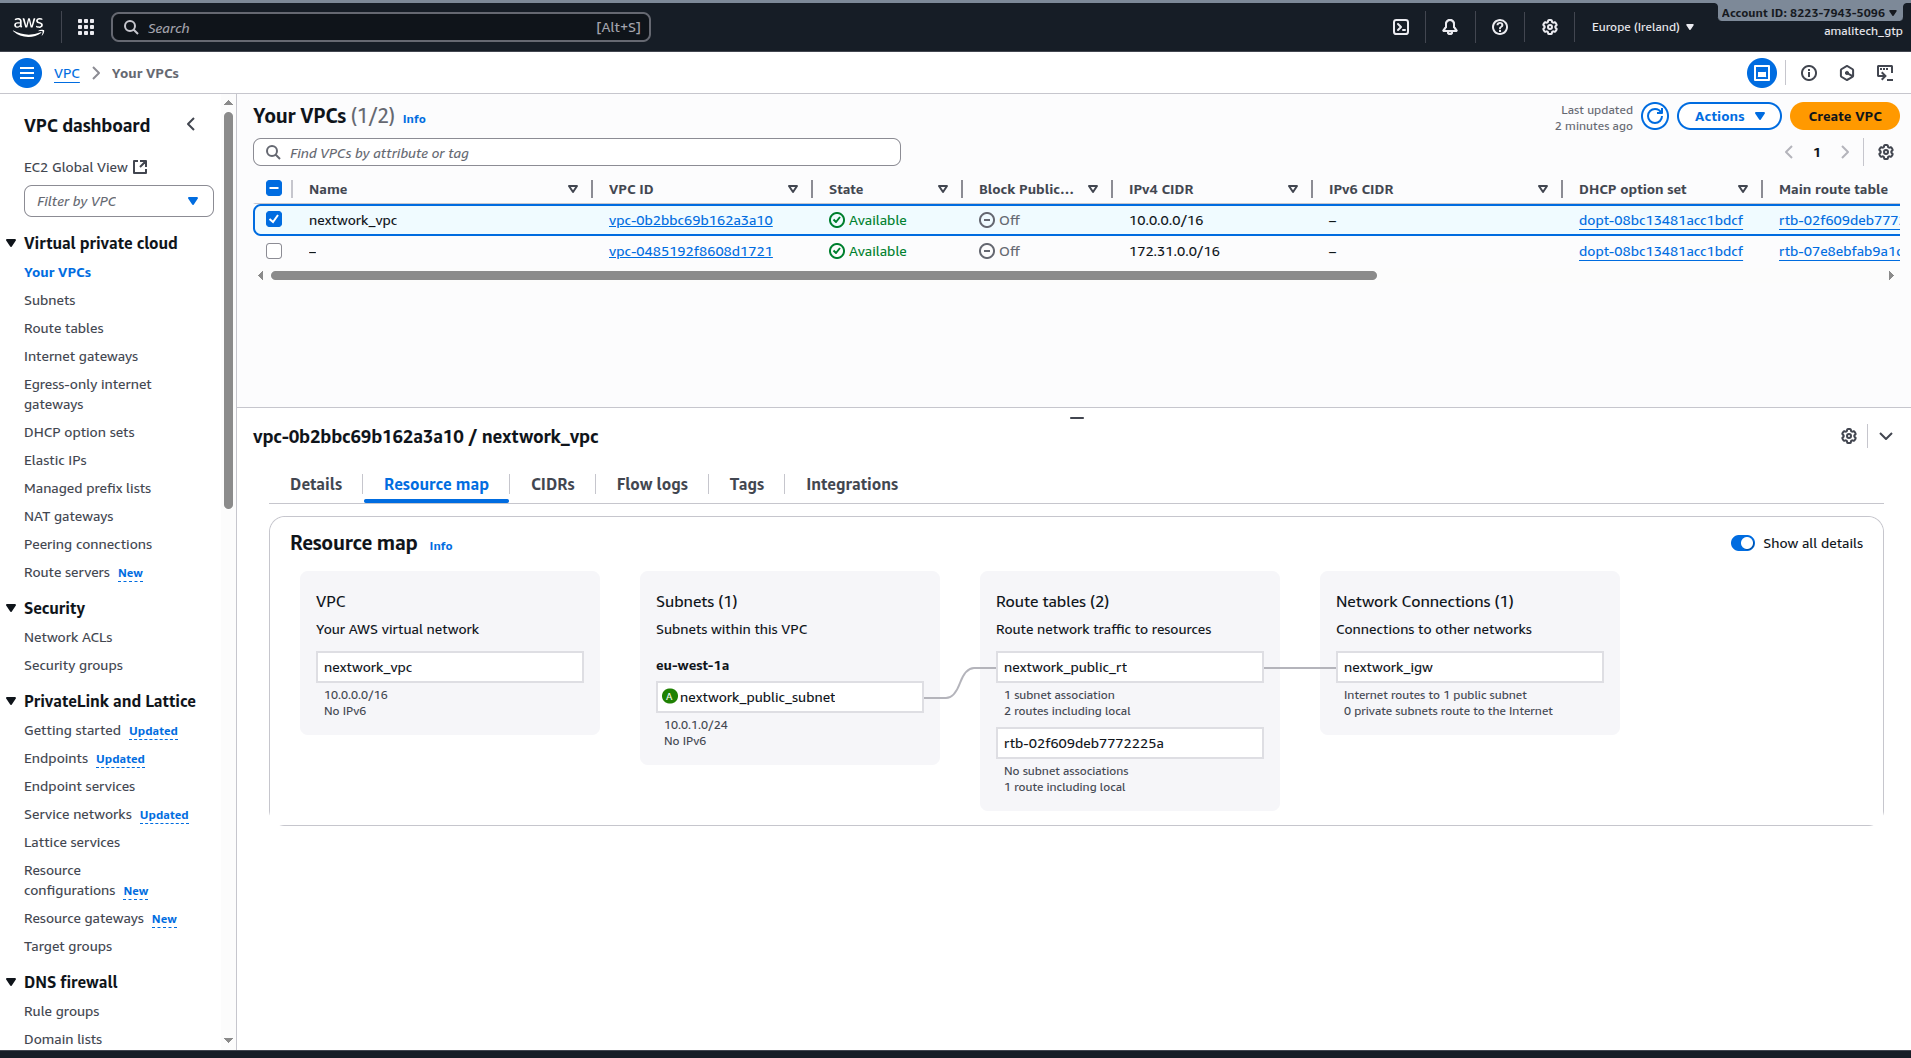 aws
Search [Alt+S]
Europe (Ireland)
Account ID: 8223-7943-5096
amalitech_gtp
VPC
Your VPCs
VPC dashboard
EC2 Global View
Filter by VPC
Virtual private cloud
Your VPCs
Subnets
Route tables
Internet gateways
Egress-only internet
gateways
DHCP option sets
Elastic IPs
Managed prefix lists
NAT gateways
Peering connections
Route servers New
Security
Network ACLs
Security groups
PrivateLink and Lattice
Getting started Updated
Endpoints Updated
Endpoint services
Service networks Updated
Lattice services
Resource
configurations New
Resource gateways New
Target groups
DNS firewall
Rule groups
Domain lists
Your VPCs (1/2) Info
Last updated
2 minutes ago
Actions
Create VPC
Find VPCs by attribute or tag
1
Name VPC ID State Block Public... IPv4 CIDR IPv6 CIDR DHCP option set Main route table
nextwork_vpc vpc-0b2bbc69b162a3a10 Available Off 10.0.0.0/16 – dopt-08bc13481acc1bdcf rtb-02f609deb777
– vpc-0485192f8608d1721 Available Off 172.31.0.0/16 – dopt-08bc13481acc1bdcf rtb-07e8ebfab9a1c
vpc-0b2bbc69b162a3a10 / nextwork_vpc
Details Resource map CIDRs Flow logs Tags Integrations
Resource map Info
Show all details
VPC
Your AWS virtual network
nextwork_vpc
10.0.0.0/16
No IPv6
Subnets (1)
Subnets within this VPC
eu-west-1a
A nextwork_public_subnet
10.0.1.0/24
No IPv6
Route tables (2)
Route network traffic to resources
nextwork_public_rt
1 subnet association
2 routes including local
rtb-02f609deb7772225a
No subnet associations
1 route including local
Network Connections (1)
Connections to other networks
nextwork_igw
Internet routes to 1 public subnet
0 private subnets route to the Internet